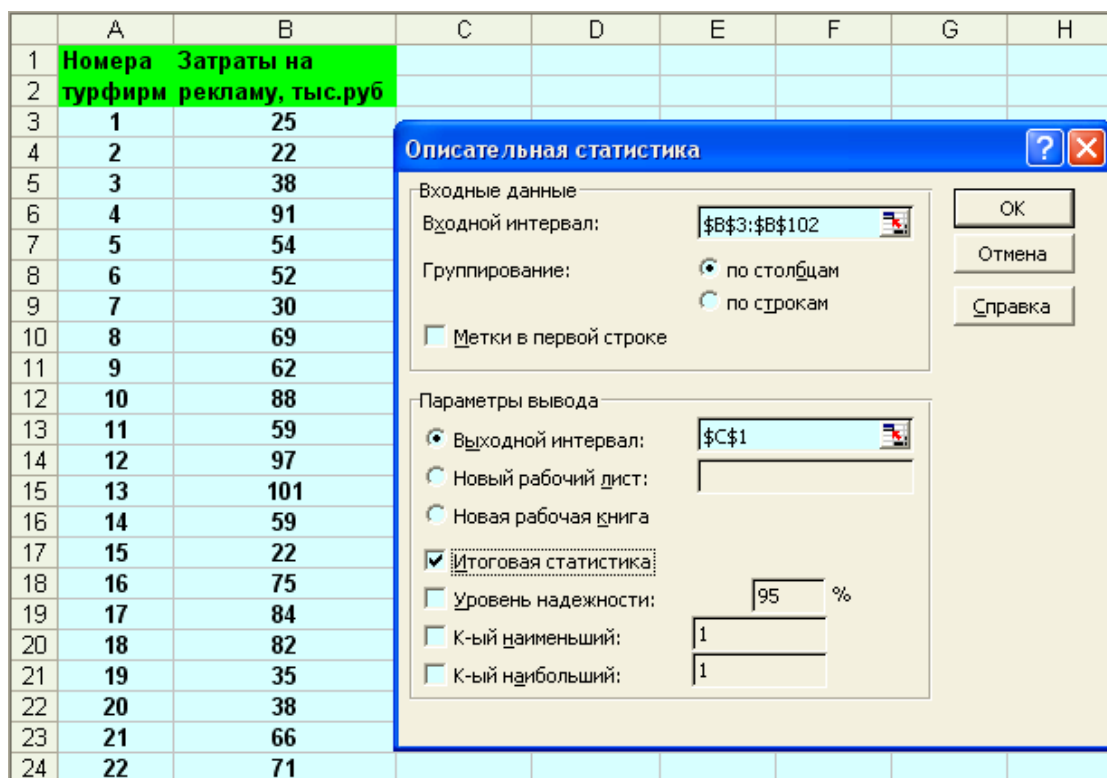 A B C D E F G H
1 Номера Затраты на
2 турфирм рекламу, тыс.руб
3 1 25
4 2 22
5 3 38
6 4 91
7 5 54
8 6 52
9 7 30
10 8 69
11 9 62
12 10 88
13 11 59
14 12 97
15 13 101
16 14 59
17 15 22
18 16 75
19 17 84
20 18 82
21 19 35
22 20 38
23 21 66
24 22 71
Описательная статистика ?
Входные данные
Входной интервал: $B$3:$B$102
Группирование: по столбцам
по строкам
Метки в первой строке
OK
Отмена
Справка
Параметры вывода
Выходной интервал: $C$1
Новый рабочий лист:
Новая рабочая книга
Итоговая статистика
Уровень надежности: 95 %
К-ый наименьший: 1
К-ый наибольший: 1